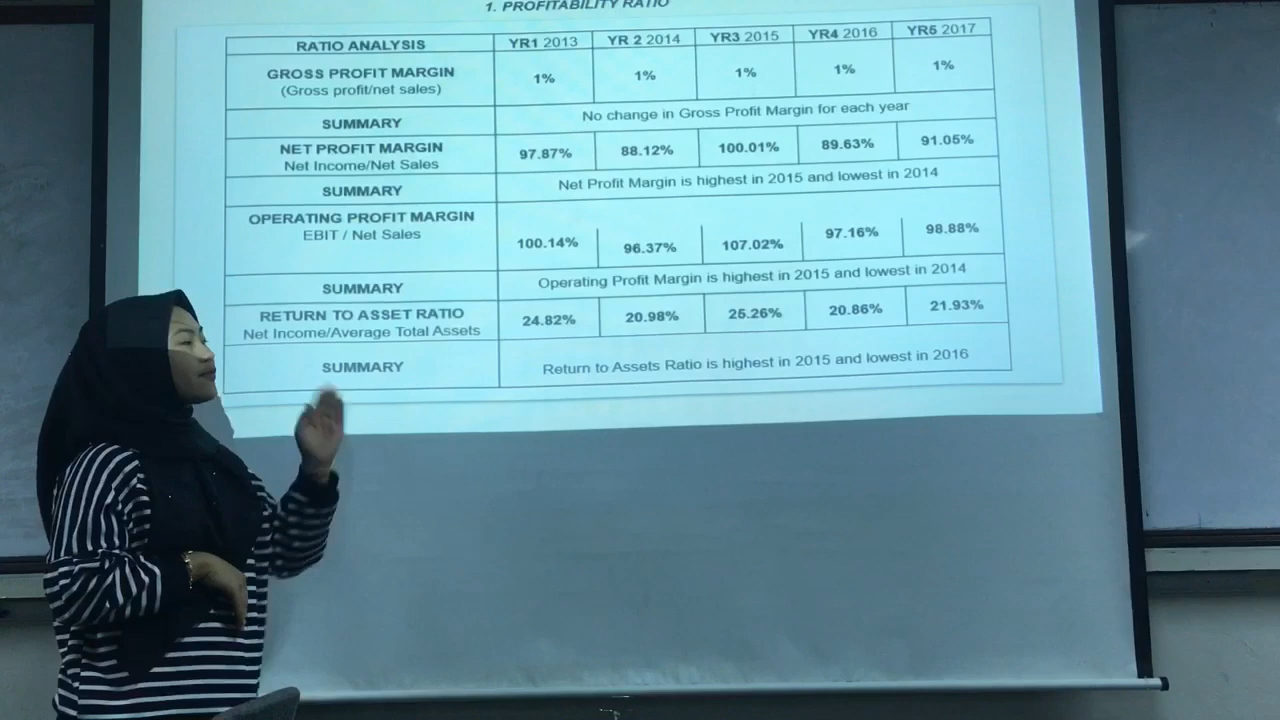 1. PROFITABILITY RATIO
RATIO ANALYSIS YR1 2013 YR 2 2014 YR3 2015 YR4 2016 YR5 2017
GROSS PROFIT MARGIN
(Gross profit/net sales)
1% 1% 1% 1% 1%
SUMMARY No change in Gross Profit Margin for each year
NET PROFIT MARGIN
Net Income/Net Sales
97.87% 88.12% 100.01% 89.63% 91.05%
SUMMARY Net Profit Margin is highest in 2015 and lowest in 2014
OPERATING PROFIT MARGIN
EBIT / Net Sales
100.14% 96.37% 107.02% 97.16% 98.88%
SUMMARY Operating Profit Margin is highest in 2015 and lowest in 2014
RETURN TO ASSET RATIO
Net Income/Average Total Assets
24.82% 20.98% 25.26% 20.86% 21.93%
SUMMARY Return to Assets Ratio is highest in 2015 and lowest in 2016